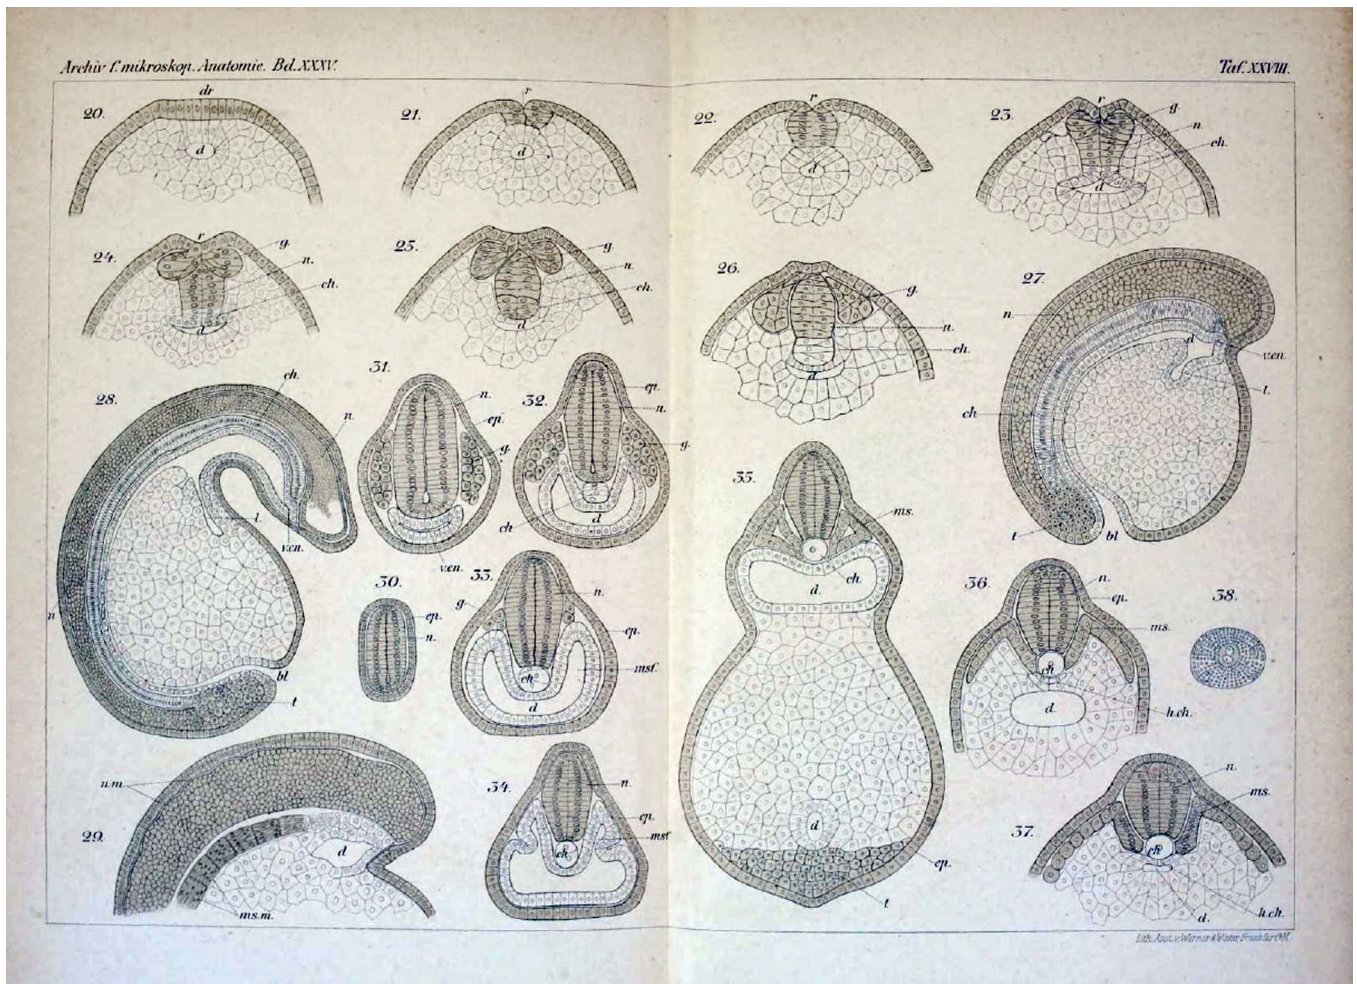 Archiv f. mikroskop. Anatomie. Bd. XXXV.
Taf. XXVIII.
20.
dr
d
21.
r
d
22.
r
d
23.
r
g.
n.
ch.
d
24.
r
g.
n.
ch.
d
25.
g.
n.
ch.
d
26.
g.
n.
ch.
d
27.
n.
d
v.en.
l.
ch
t
bl
28.
ch.
n.
l.
v.en.
n
bl
t
31.
n.
ep.
g.
v.en.
32.
ep.
n.
g.
ch
d
30.
ep.
n.
33.
n.
g.
ep.
msf.
ch
d
35.
ms.
ch.
d.
d
ep.
t
36.
n.
ep.
ms.
ch
h.ch.
d.
38.
29.
n.m.
d
ms.m.
34.
n.
ep.
msf
ch
37.
n.
ms.
ch
h.ch.
d.
Lith. Anst. v. Werner & Winter, Frankfurt a/M.